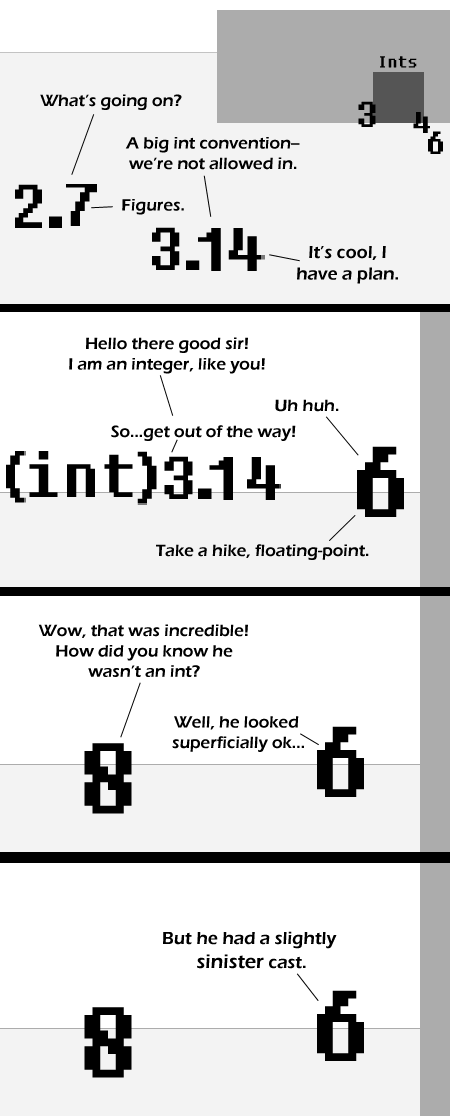 Ints
3
4
6
What's going on?
A big int convention–
we're not allowed in.
2.7
Figures.
3.14
It's cool, I
have a plan.
Hello there good sir!
I am an integer, like you!
Uh huh.
So...get out of the way!
(int)3.14
6
Take a hike, floating-point.
Wow, that was incredible!
How did you know he
wasn't an int?
Well, he looked
superficially ok...
8
6
But he had a slightly
sinister cast.
8
6